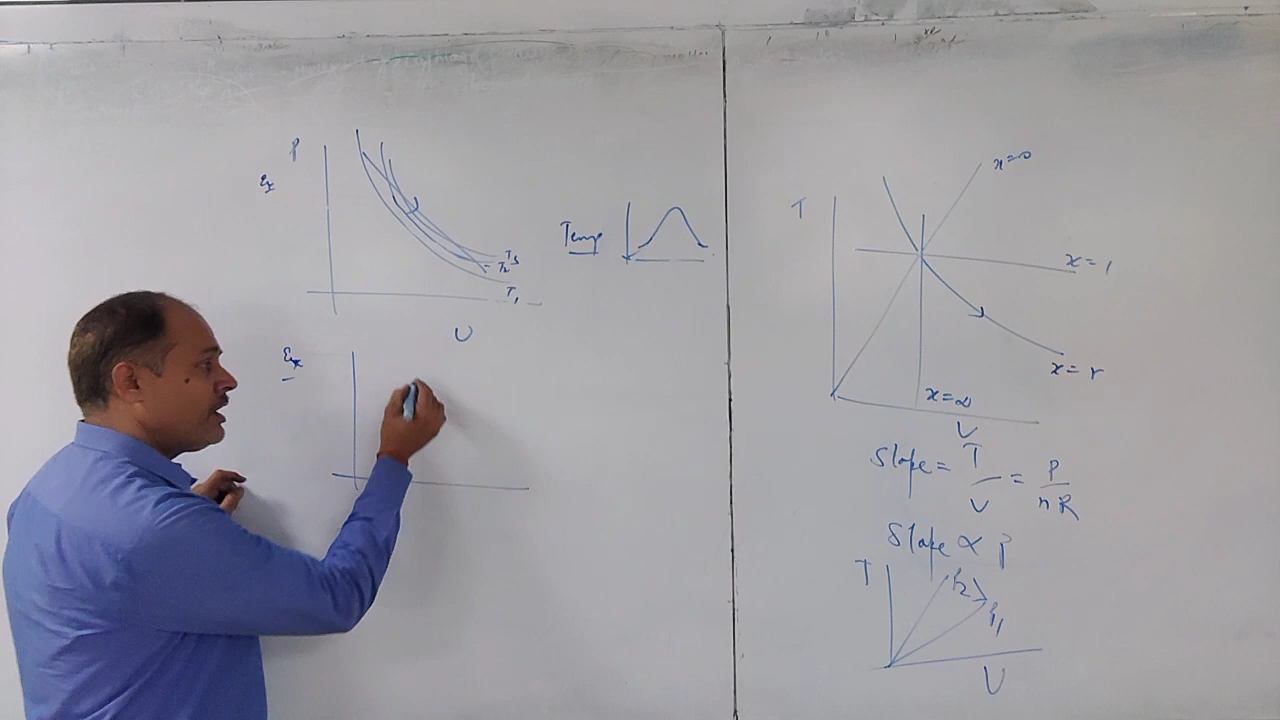 P
Ex
T3
T2
T1
V
Temp
Ex
T
x=0
x=1
x=r
x=∝
V
Slope = T/V = P/nR
Slope ∝ P
T
P2 > P1
V